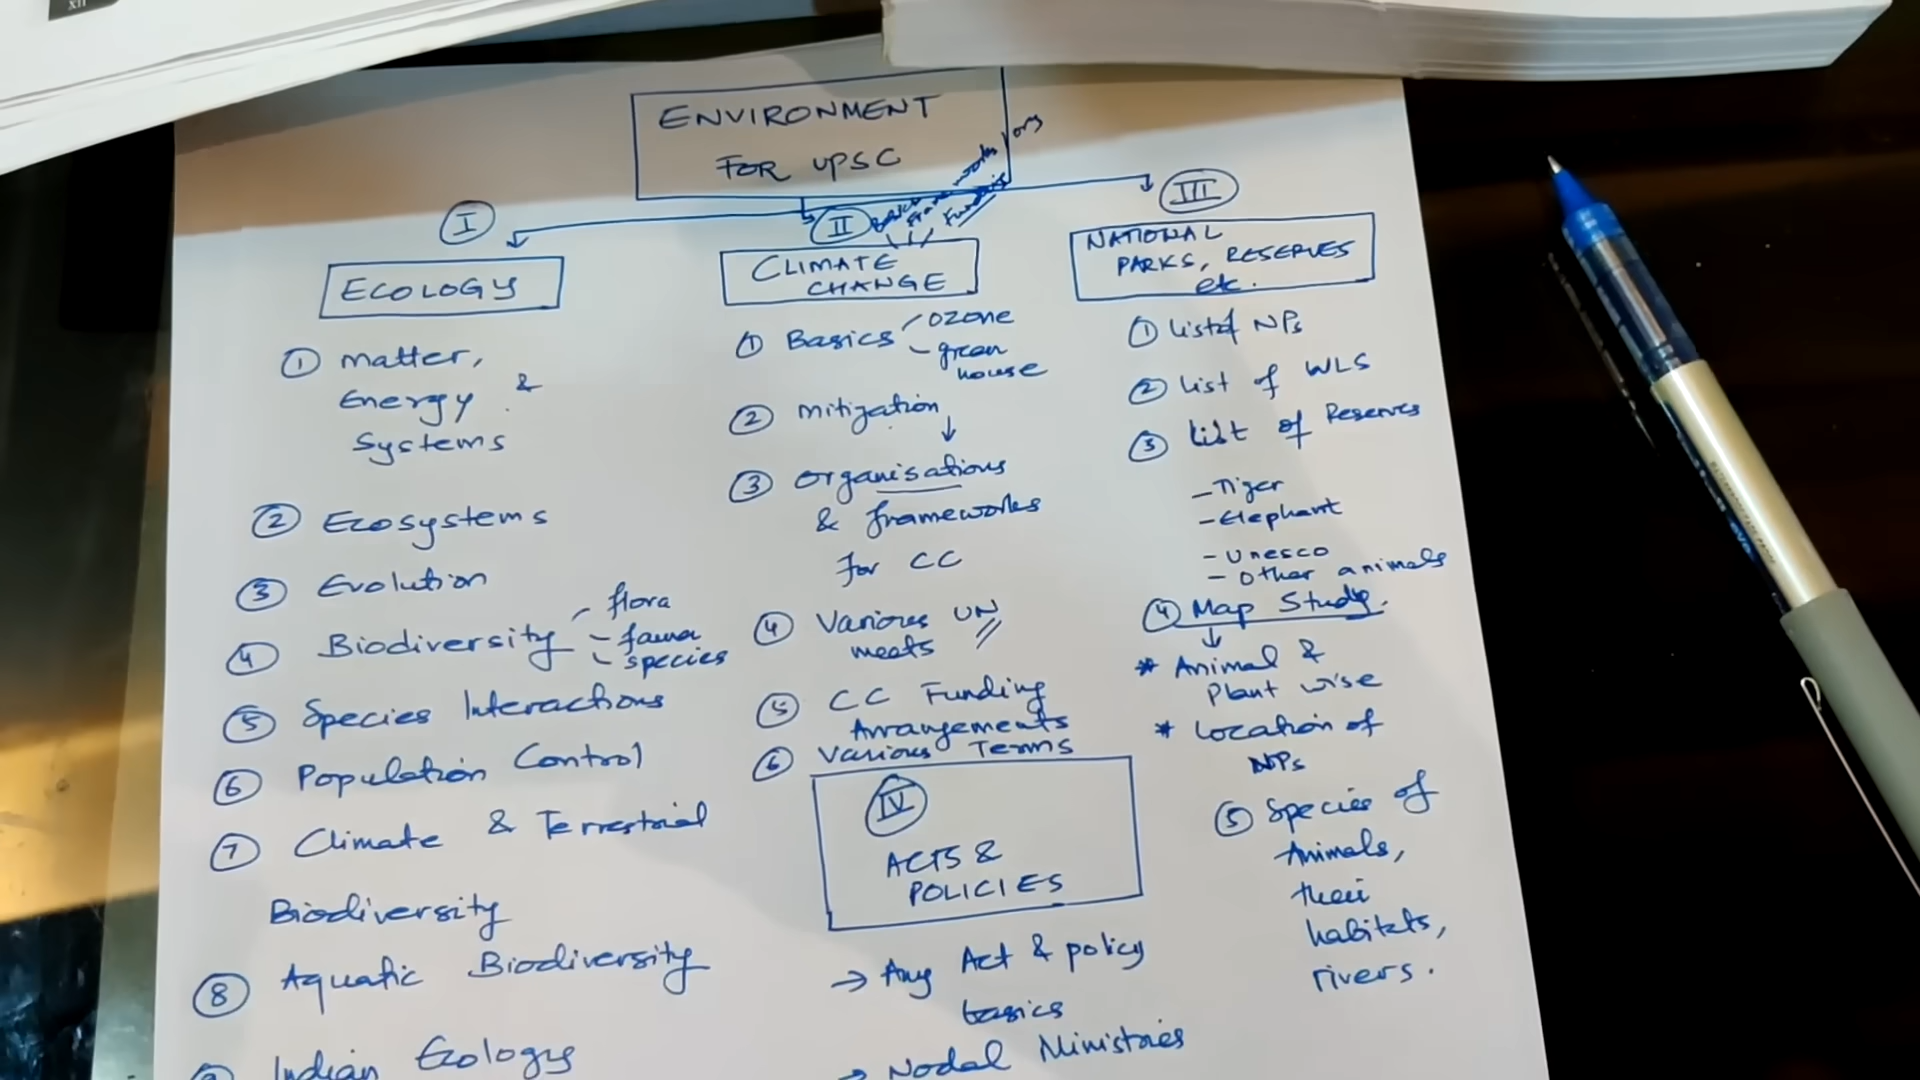 XII
ENVIRONMENT
FOR UPSC
I
ECOLOGY
① Matter,
Energy &
Systems
② Ecosystems
③ Evolution
④ Biodiversity - flora
- fauna
- species
⑤ Species Interactions
⑥ Population Control
⑦ Climate & Terrestrial
Biodiversity
⑧ Aquatic Biodiversity
Indian Ecology
II
Basics
Frameworks / org
Funding
CLIMATE
CHANGE
① Basics - Ozone
- green
house
② Mitigation
③ Organisations
& frameworks
for CC
④ Various UN
meets
⑤ CC Funding
Arrangements
⑥ Various Terms
III
NATIONAL
PARKS, RESERVES
etc.
① list of NPs
② list of WLS
③ list of Reserves
- Tiger
- Elephant
- Unesco
- Other animals
④ Map Study.
* Animal &
Plant wise
* Location of
NPs
⑤ Species of
Animals,
their
habitats,
rivers.
IV
ACTS &
POLICIES
→ Any Act & policy
basics
→ Nodal Ministries